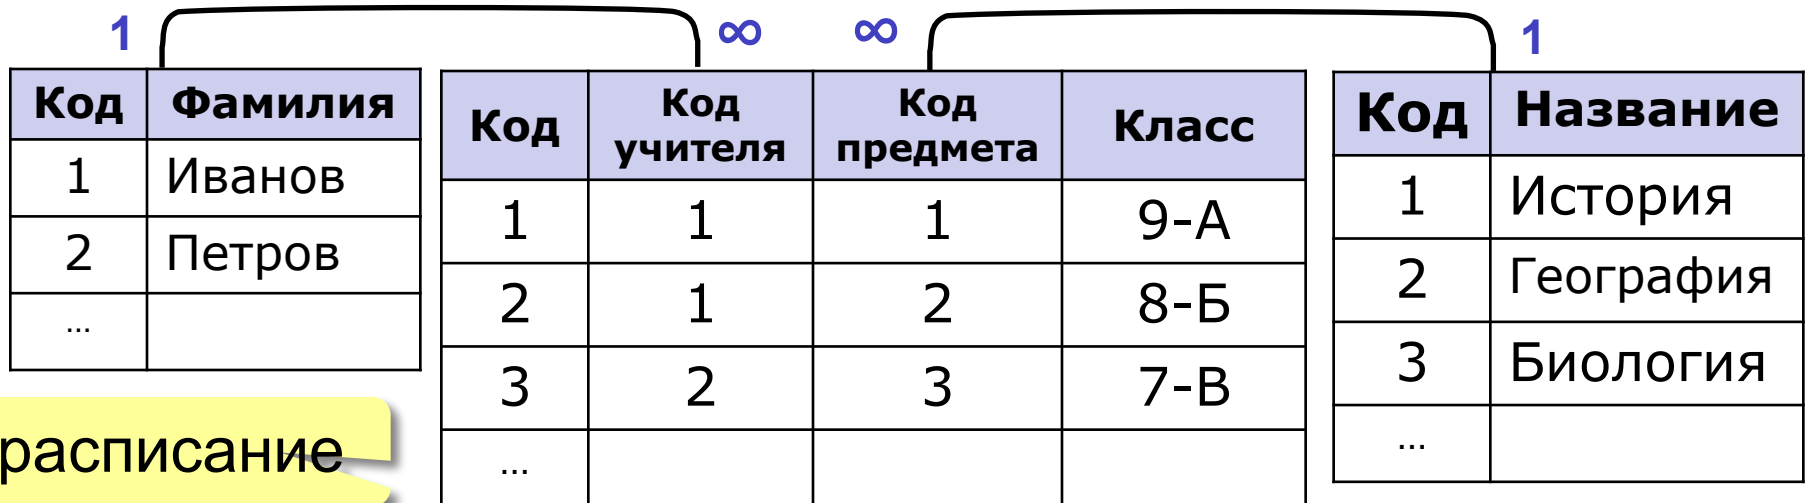 1 ∞ ∞ 1
Код Фамилия
1 Иванов
2 Петров
...
Код Код учителя Код предмета Класс
1 1 1 9-А
2 1 2 8-Б
3 2 3 7-В
...
Код Название
1 История
2 География
3 Биология
...
расписание